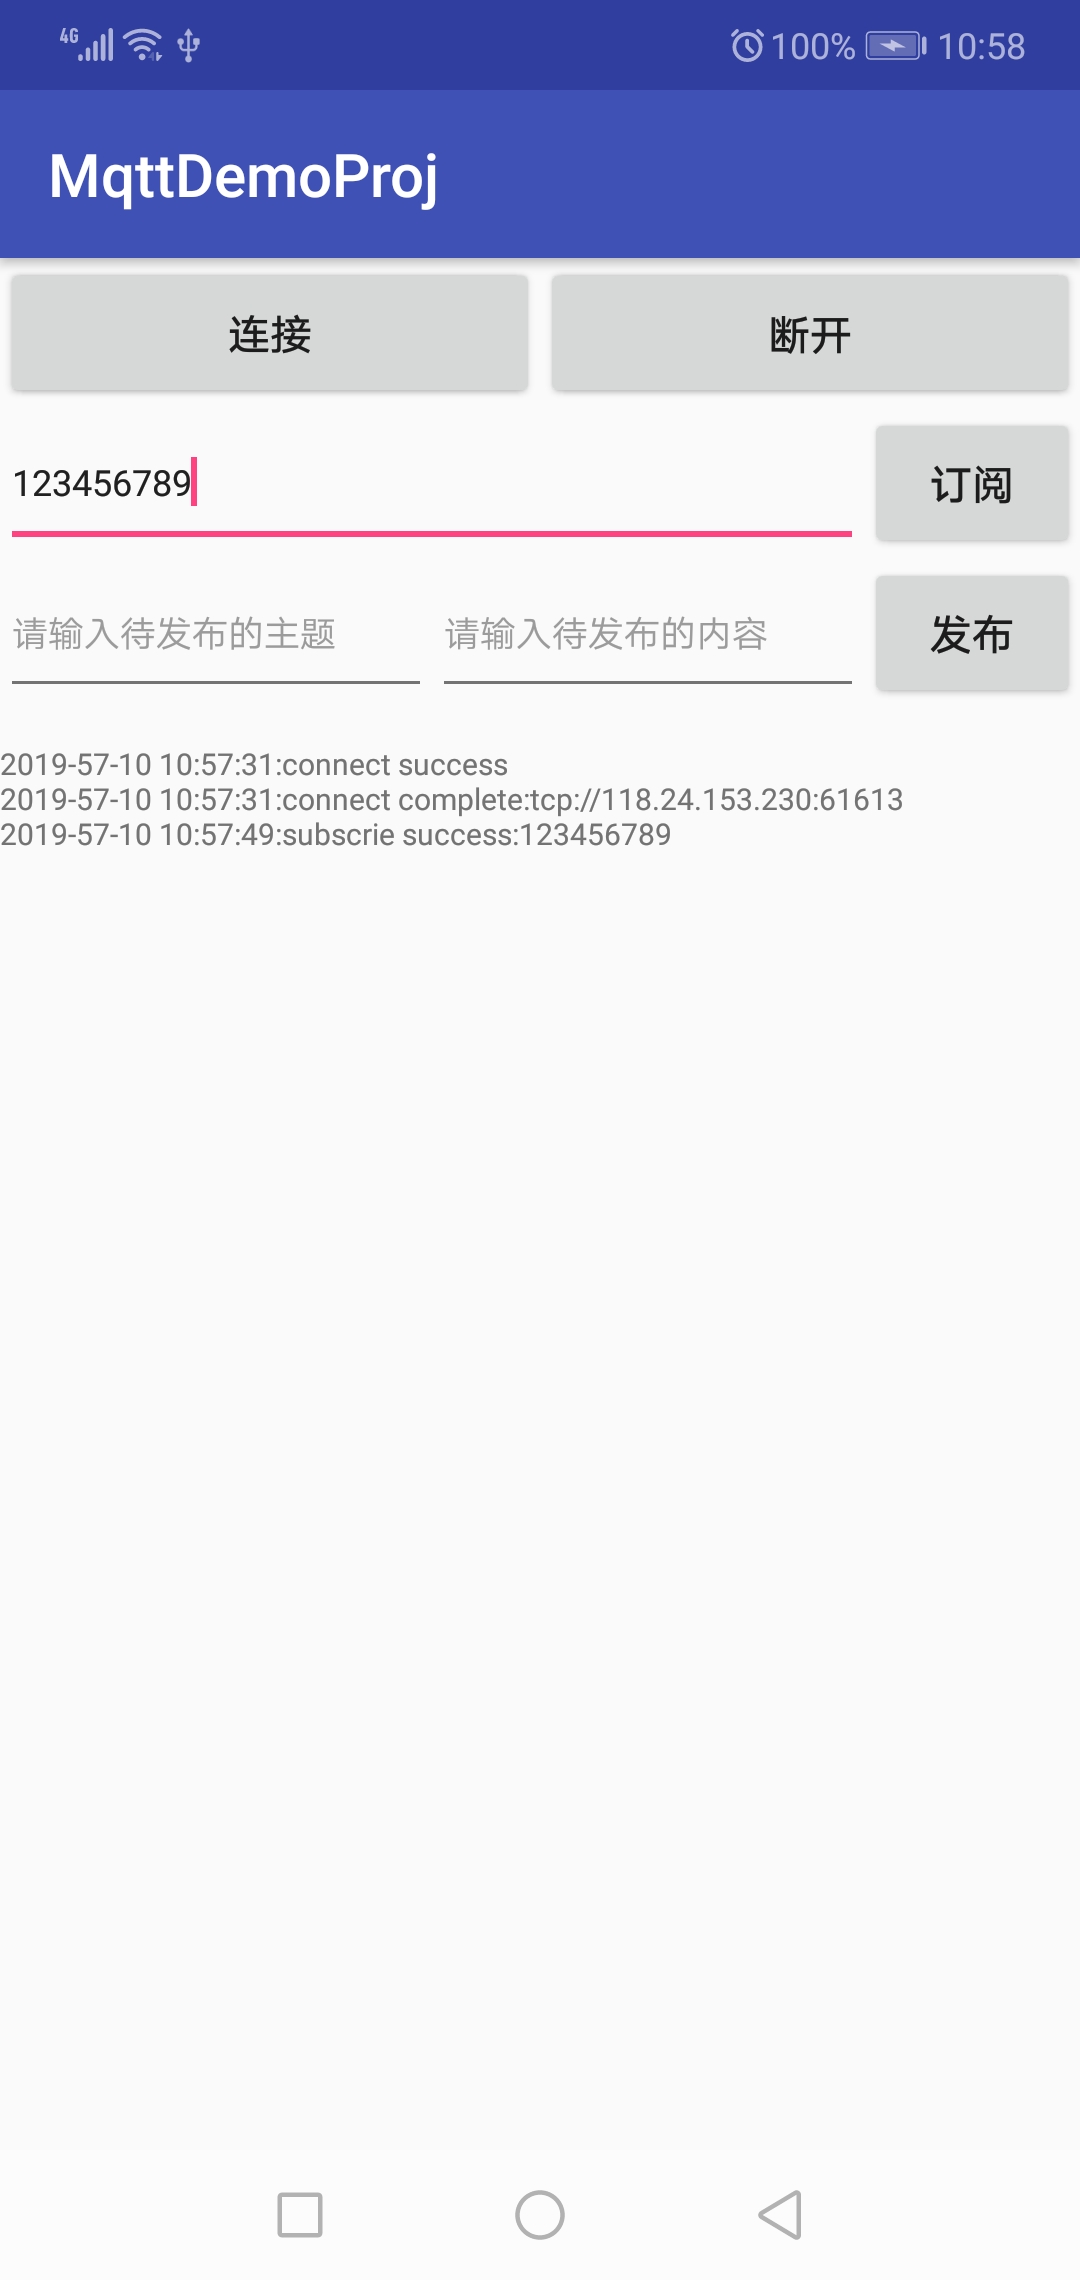 4G 100% 10:58
MqttDemoProj
连接 断开
123456789 订阅
请输入待发布的主题 请输入待发布的内容 发布
2019-57-10 10:57:31:connect success
2019-57-10 10:57:31:connect complete:tcp://118.24.153.230:61613
2019-57-10 10:57:49:subscrie success:123456789